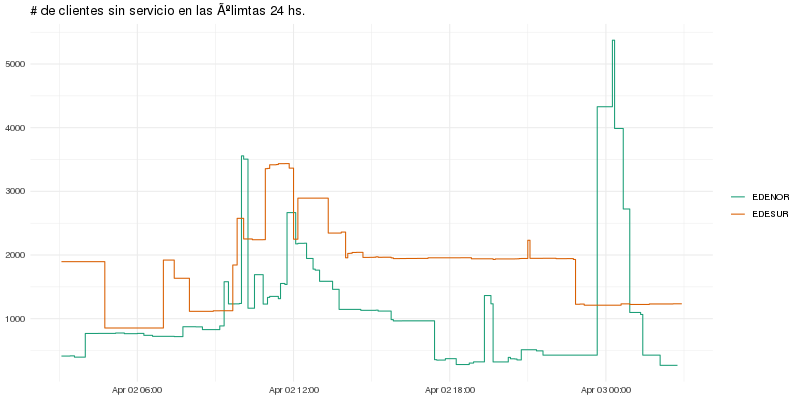 # de clientes sin servicio en las Ãºlimtas 24 hs.
5000
4000
3000
2000
1000
Apr 02 06:00
Apr 02 12:00
Apr 02 18:00
Apr 03 00:00
EDENOR
EDESUR